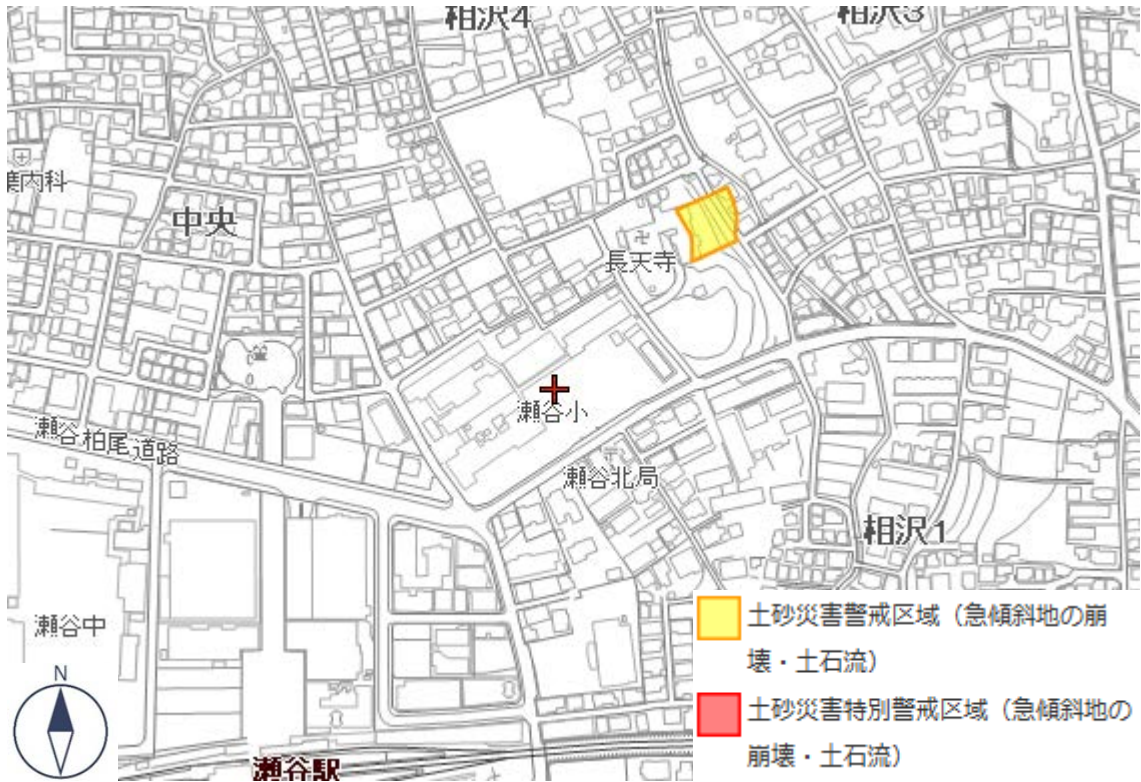 相沢4
相沢3
中央
長天寺
瀬谷小
瀬谷柏尾道路
瀬谷北局
相沢1
瀬谷中
N
瀬谷駅
土砂災害警戒区域（急傾斜地の崩
壊・土石流）
土砂災害特別警戒区域（急傾斜地の
崩壊・土石流）